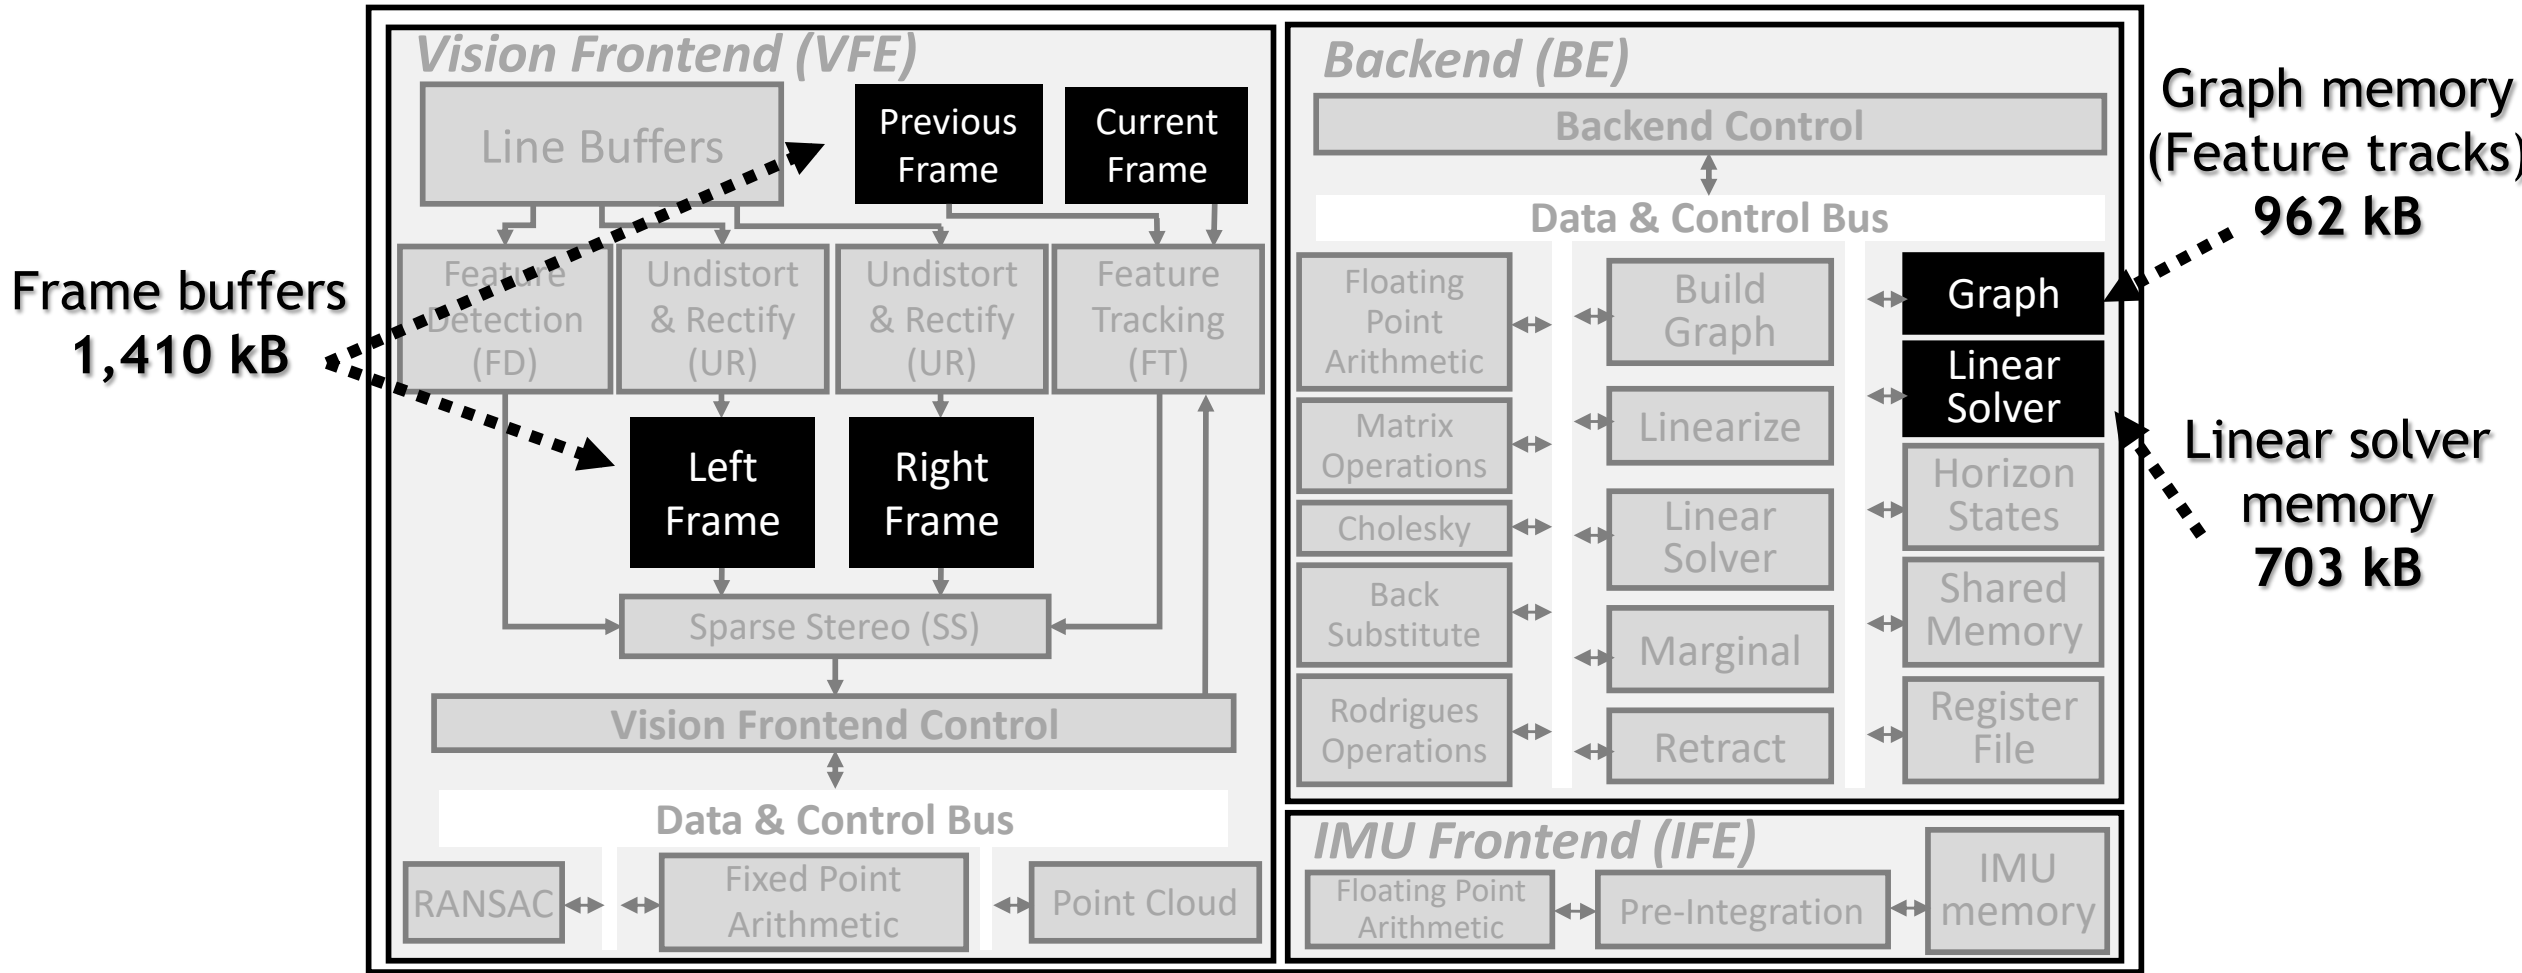 Frame buffers
1,410 kB
Vision Frontend (VFE)
Line Buffers
Previous
Frame
Current
Frame
Feature
Detection
(FD)
Undistort
& Rectify
(UR)
Undistort
& Rectify
(UR)
Feature
Tracking
(FT)
Left
Frame
Right
Frame
Sparse Stereo (SS)
Vision Frontend Control
Data & Control Bus
RANSAC
Fixed Point
Arithmetic
Point Cloud
Backend (BE)
Backend Control
Data & Control Bus
Floating
Point
Arithmetic
Matrix
Operations
Cholesky
Back
Substitute
Rodrigues
Operations
Build
Graph
Linearize
Linear
Solver
Marginal
Retract
Graph
Linear
Solver
Horizon
States
Shared
Memory
Register
File
IMU Frontend (IFE)
Floating Point
Arithmetic
Pre-Integration
IMU
memory
Graph memory
(Feature tracks)
962 kB
Linear solver
memory
703 kB